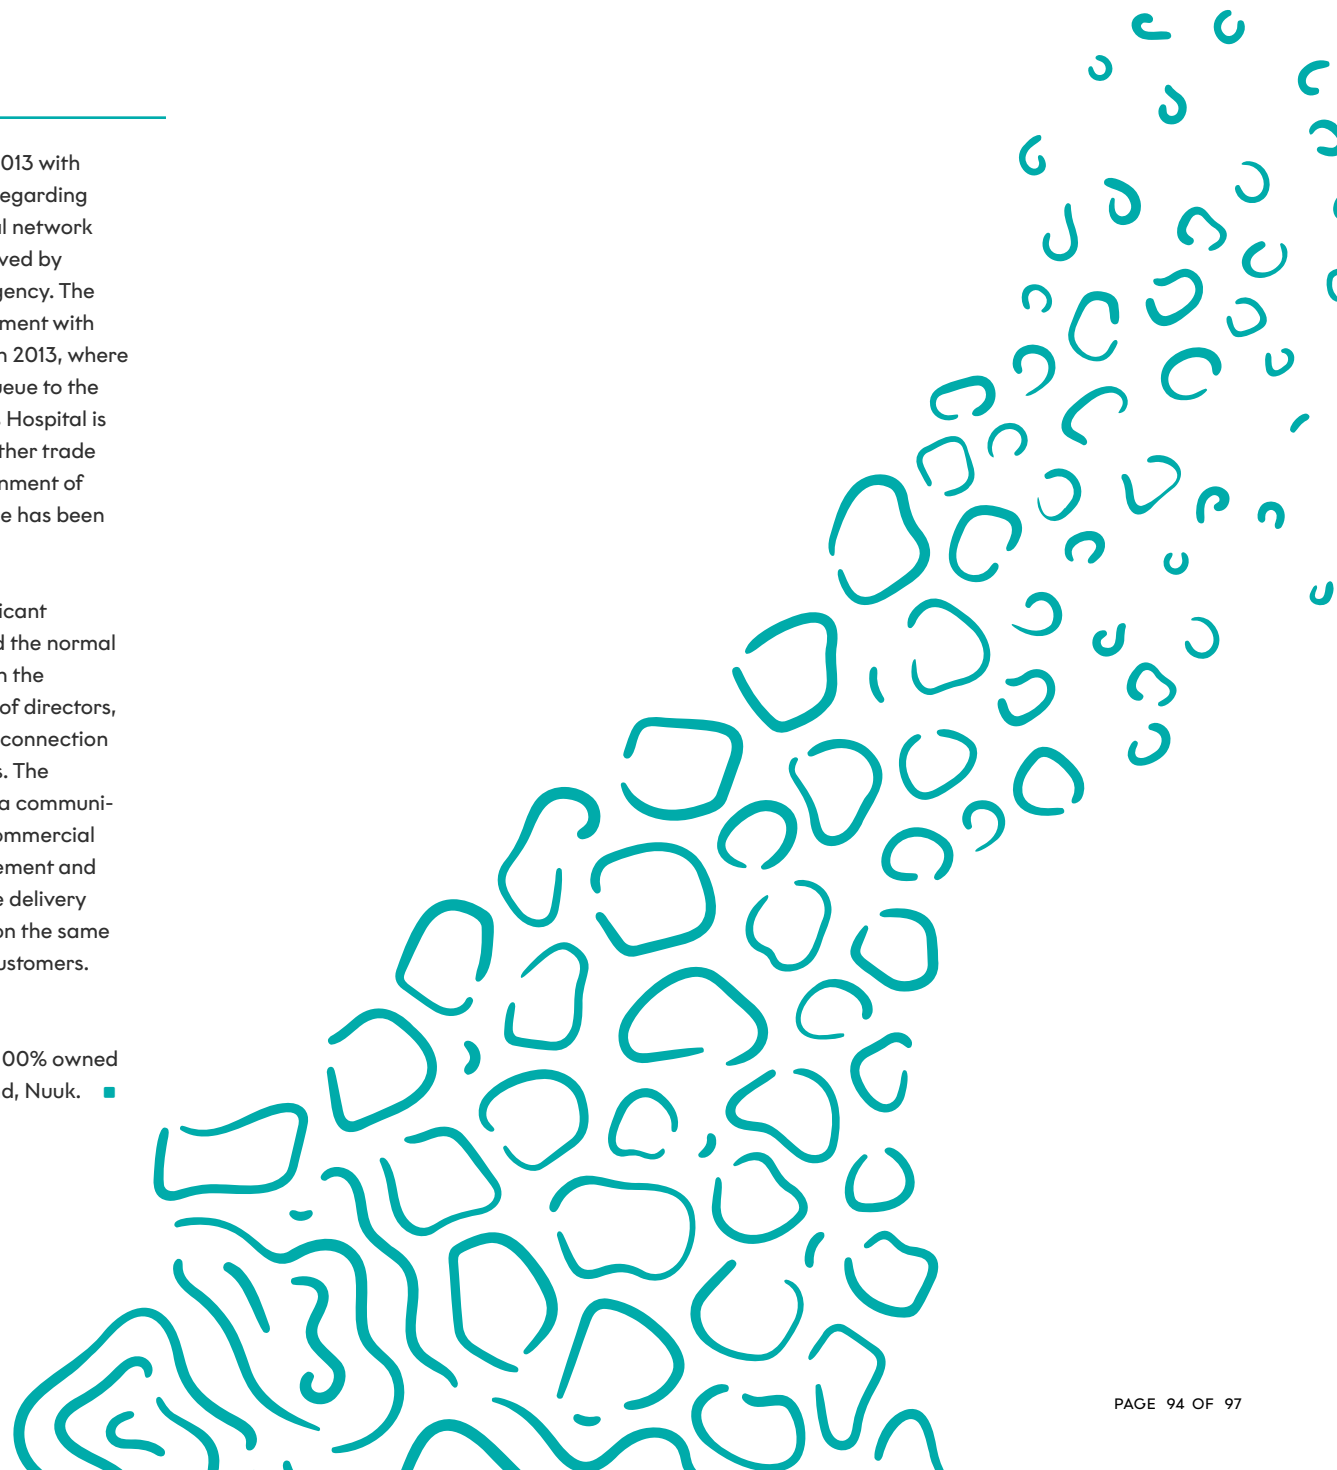 013 with
egarding
l network
ved by
gency. The
ment with
n 2013, where
ueue to the
Hospital is
ther trade
nment of
e has been
icant
d the normal
n the
of directors,
connection
s. The
a communi-
ommercial
ement and
e delivery
on the same
ustomers.
00% owned
d, Nuuk.
PAGE 94 OF 97